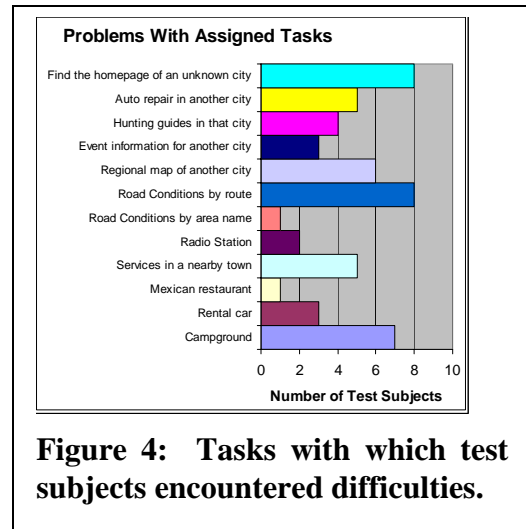 Problems With Assigned Tasks
Find the homepage of an unknown city
Auto repair in another city
Hunting guides in that city
Event information for another city
Regional map of another city
Road Conditions by route
Road Conditions by area name
Radio Station
Services in a nearby town
Mexican restaurant
Rental car
Campground
0 2 4 6 8 10
Number of Test Subjects
Figure 4: Tasks with which test
subjects encountered difficulties.